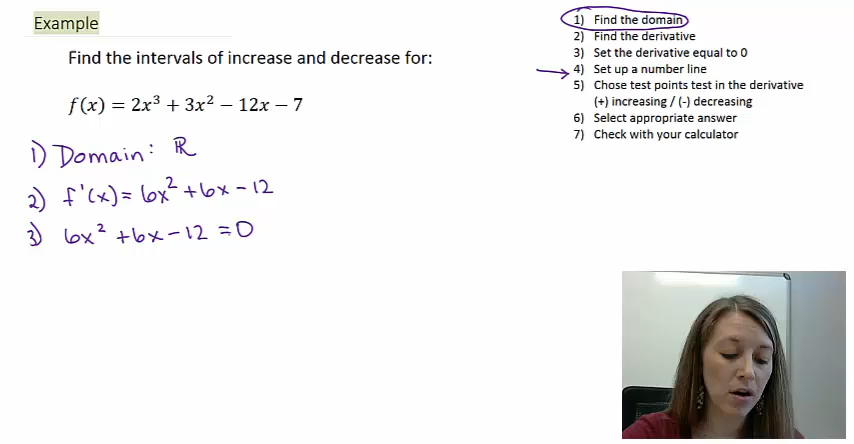 Example
Find the intervals of increase and decrease for:
f(x) = 2x³ + 3x² − 12x − 7
1) Domain: ℝ
2) f'(x) = 6x² + 6x − 12
3) 6x² + 6x − 12 = 0
1) Find the domain
2) Find the derivative
3) Set the derivative equal to 0
4) Set up a number line
5) Chose test points test in the derivative
(+) increasing / (-) decreasing
6) Select appropriate answer
7) Check with your calculator